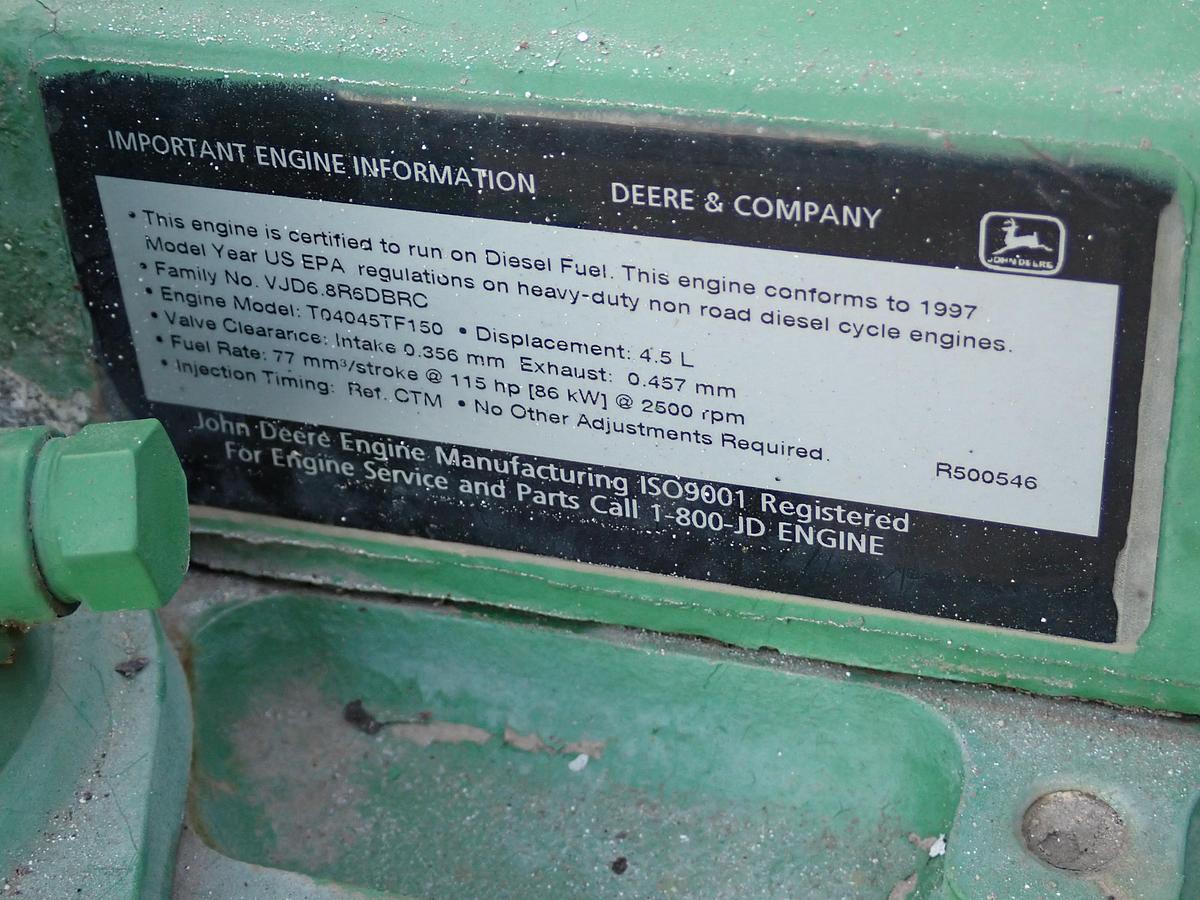 IMPORTANT ENGINE INFORMATION DEERE & COMPANY
JOHN DEERE
• This engine is certified to run on Diesel Fuel. This engine conforms to 1997
Model Year US EPA regulations on heavy-duty non road diesel cycle engines.
• Family No. VJD6.8R6DBRC
• Engine Model: T04045TF150 • Displacement: 4.5 L
• Valve Clearance: Intake 0.356 mm Exhaust: 0.457 mm
• Fuel Rate: 77 mm³/stroke @ 115 hp [86 kW] @ 2500 rpm
• Injection Timing: Ref. CTM • No Other Adjustments Required.
R500546
John Deere Engine Manufacturing ISO9001 Registered
For Engine Service and Parts Call 1-800-JD ENGINE